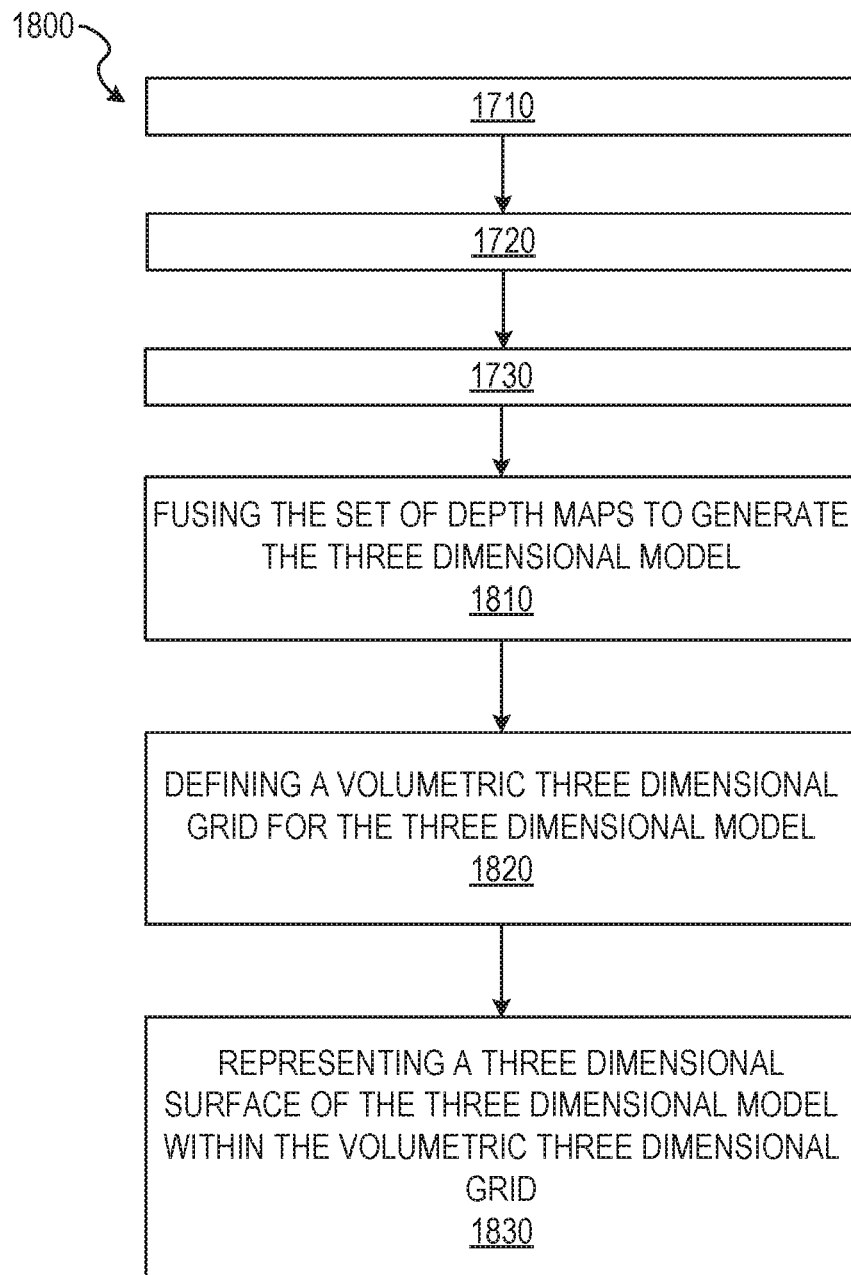 1800
1710
1720
1730
FUSING THE SET OF DEPTH MAPS TO GENERATE
THE THREE DIMENSIONAL MODEL
1810
DEFINING A VOLUMETRIC THREE DIMENSIONAL
GRID FOR THE THREE DIMENSIONAL MODEL
1820
REPRESENTING A THREE DIMENSIONAL
SURFACE OF THE THREE DIMENSIONAL MODEL
WITHIN THE VOLUMETRIC THREE DIMENSIONAL
GRID
1830